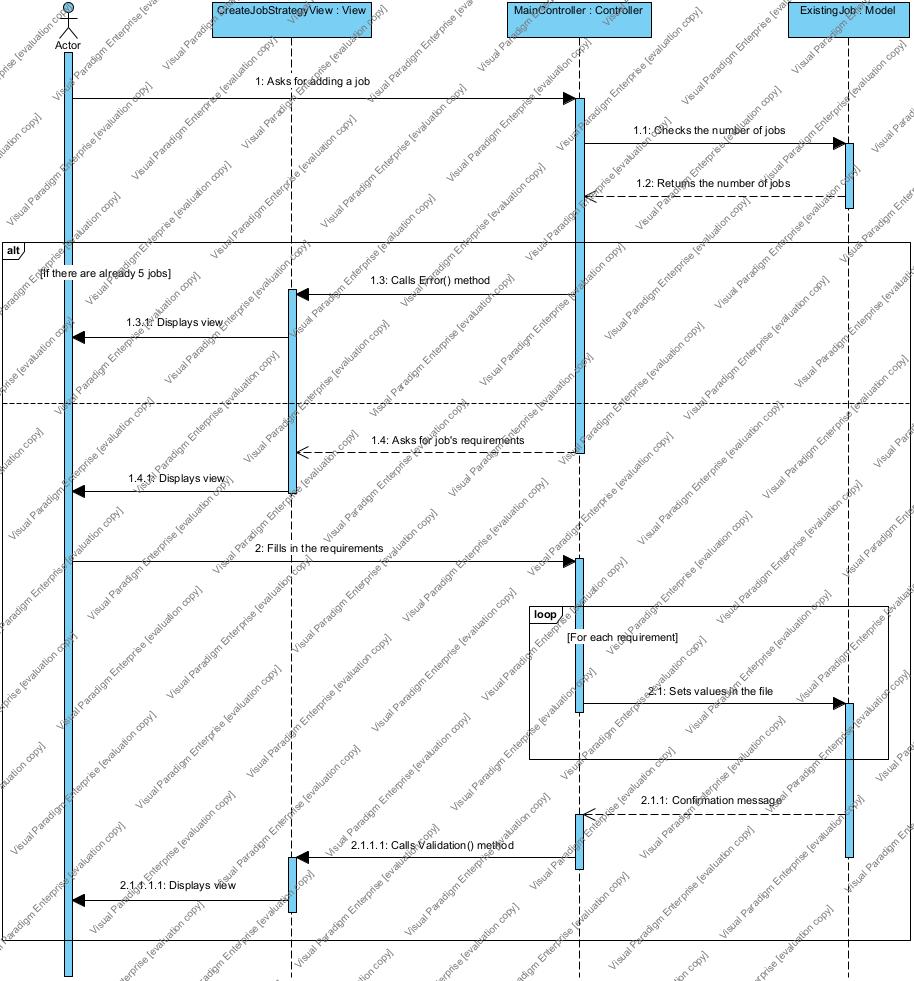 CreateJobStrategyView : View
MainController : Controller
ExistingJob : Model
Actor
1: Asks for adding a job
1.1: Checks the number of jobs
1.2: Returns the number of jobs
alt
[If there are already 5 jobs]
1.3: Calls Error() method
1.3.1: Displays view
1.4: Asks for job's requirements
1.4.1: Displays view
2: Fills in the requirements
loop
[For each requirement]
2.1: Sets values in the file
2.1.1: Confirmation message
2.1.1.1: Calls Validation() method
2.1.1.1.1: Displays view
Visual Paradigm Enterprise [evaluation copy]